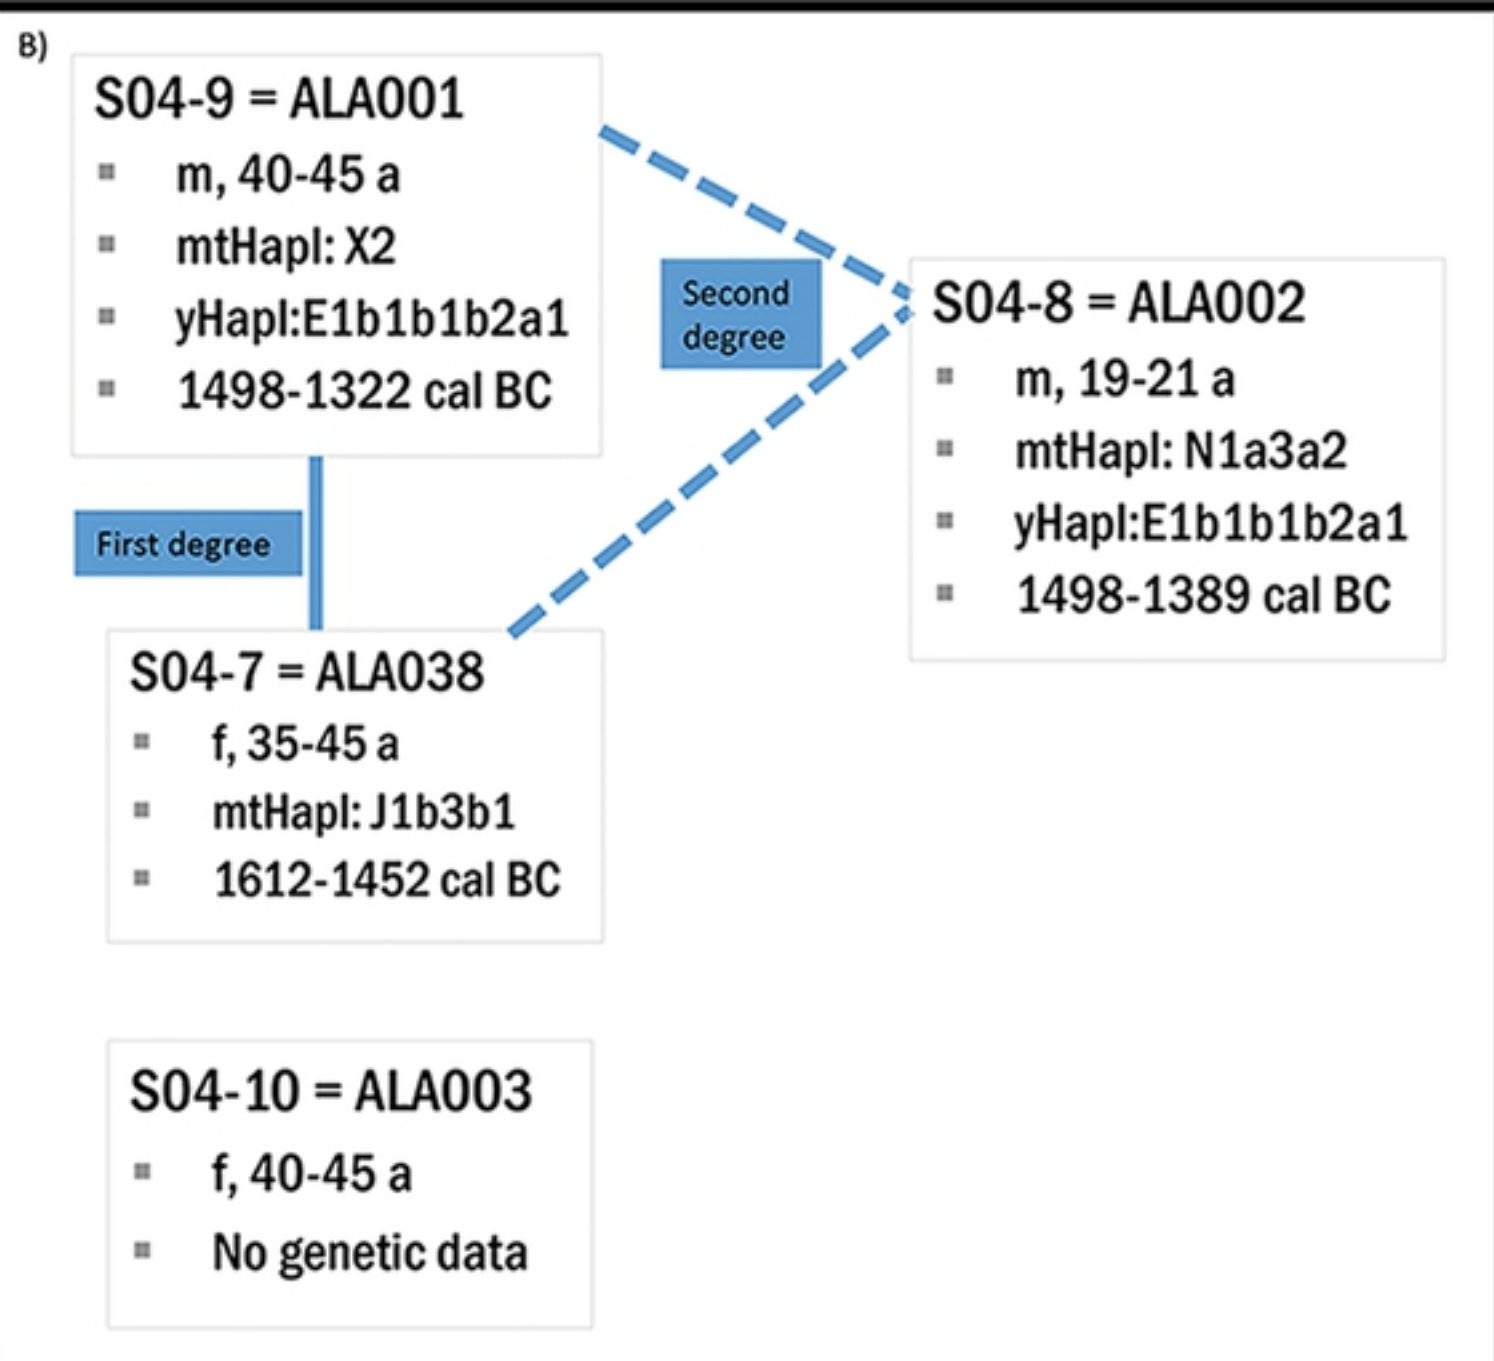 B)
S04-9 = ALA001
m, 40-45 a
mtHapl: X2
yHapl:E1b1b1b2a1
1498-1322 cal BC
Second
degree
S04-8 = ALA002
m, 19-21 a
mtHapl: N1a3a2
yHapl:E1b1b1b2a1
1498-1389 cal BC
First degree
S04-7 = ALA038
f, 35-45 a
mtHapl: J1b3b1
1612-1452 cal BC
S04-10 = ALA003
f, 40-45 a
No genetic data